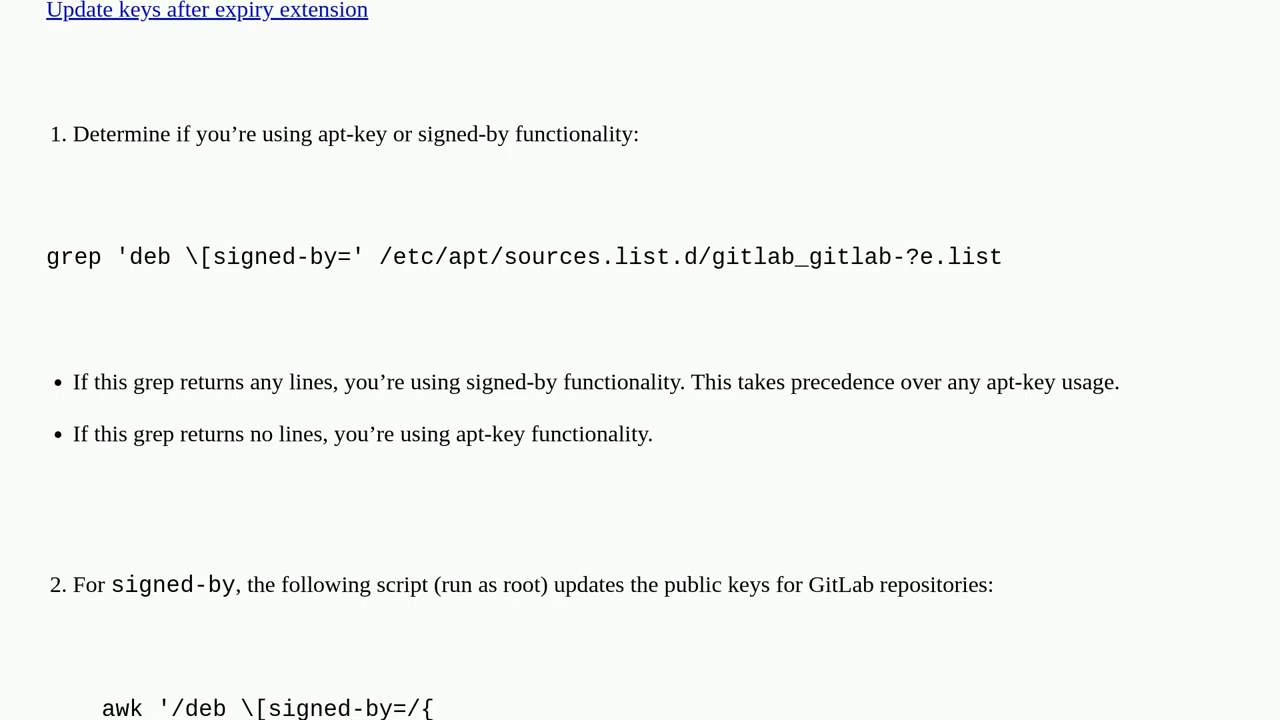 Update keys after expiry extension
1. Determine if you’re using apt-key or signed-by functionality:
grep 'deb \[signed-by=' /etc/apt/sources.list.d/gitlab_gitlab-?e.list
• If this grep returns any lines, you’re using signed-by functionality. This takes precedence over any apt-key usage.
• If this grep returns no lines, you’re using apt-key functionality.
2. For signed-by, the following script (run as root) updates the public keys for GitLab repositories:
awk '/deb \[signed-by=/{